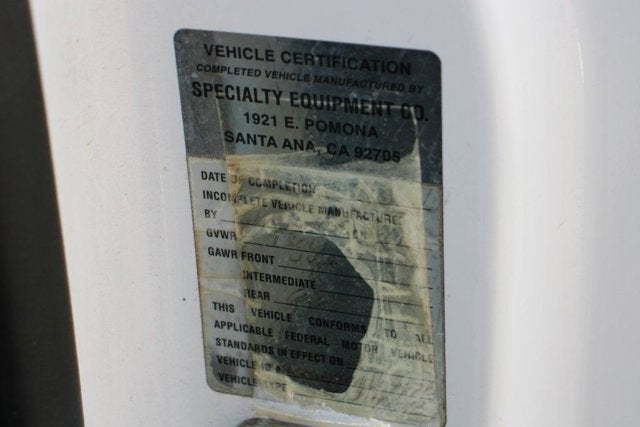 VEHICLE CERTIFICATION
COMPLETED VEHICLE MANUFACTURED BY
SPECIALTY EQUIPMENT CO.
1921 E. POMONA
SANTA ANA, CA 92705
DATE OF COMPLETION
INCOMPLETE VEHICLE MANUFACTURED
BY ON
GVWR
GAWR FRONT
INTERMEDIATE
REAR
THIS VEHICLE CONFORMS TO ALL
APPLICABLE FEDERAL MOTOR VEHICLE
STANDARDS IN EFFECT ON
VEHICLE ID #
VEHICLE TYPE